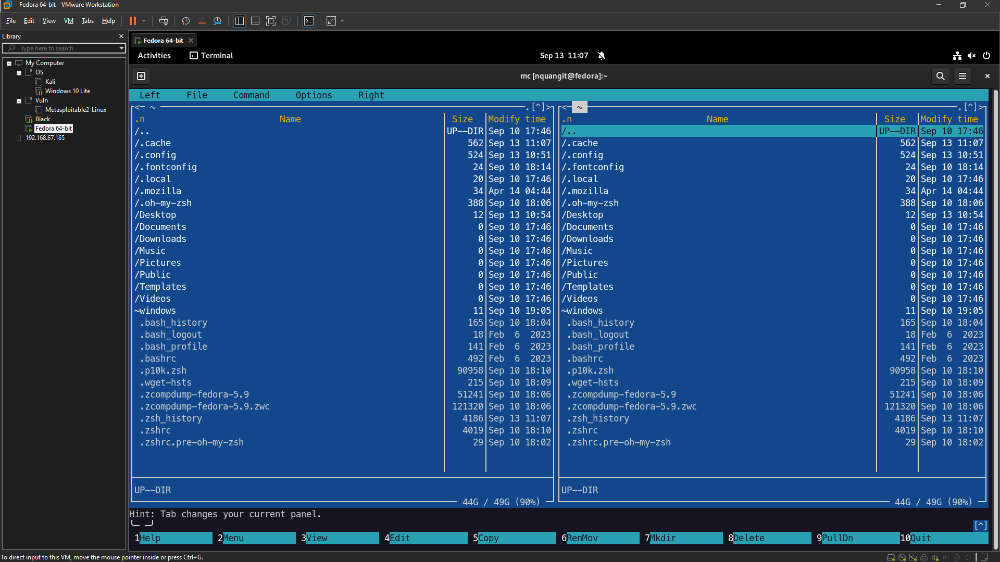 Fedora 64-bit - VMware Workstation
File Edit View VM Tabs Help
Library
Type here to search
My Computer
OS
Kali
Windows 10 Lite
Vuln
Metasploitable2-Linux
Black
Fedora 64-bit
192.168.67.165
Fedora 64-bit
Activities Terminal Sep 13 11:07
mc [nquangit@fedora]:~
Left File Command Options Right
<─ ~ .[^]>
.n Name Size Modify time
/.. UP--DIR Sep 10 17:46
/.cache 562 Sep 13 11:07
/.config 524 Sep 13 10:51
/.fontconfig 24 Sep 10 18:14
/.local 20 Sep 10 17:46
/.mozilla 34 Apr 14 04:44
/.oh-my-zsh 388 Sep 10 18:06
/Desktop 12 Sep 13 10:54
/Documents 0 Sep 10 17:46
/Downloads 0 Sep 10 17:46
/Music 0 Sep 10 17:46
/Pictures 0 Sep 10 17:46
/Public 0 Sep 10 17:46
/Templates 0 Sep 10 17:46
/Videos 0 Sep 10 17:46
~windows 11 Sep 10 19:05
.bash_history 165 Sep 10 18:04
.bash_logout 18 Feb 6 2023
.bash_profile 141 Feb 6 2023
.bashrc 492 Feb 6 2023
.p10k.zsh 90958 Sep 10 18:10
.wget-hsts 215 Sep 10 18:09
.zcompdump-fedora-5.9 51241 Sep 10 18:06
.zcompdump-fedora-5.9.zwc 121320 Sep 10 18:06
.zsh_history 4186 Sep 13 11:07
.zshrc 4019 Sep 10 18:10
.zshrc.pre-oh-my-zsh 29 Sep 10 18:02
UP--DIR
44G / 49G (90%)
<─ ~ .[^]>
.n Name Size Modify time
/.. UP--DIR Sep 10 17:46
/.cache 562 Sep 13 11:07
/.config 524 Sep 13 10:51
/.fontconfig 24 Sep 10 18:14
/.local 20 Sep 10 17:46
/.mozilla 34 Apr 14 04:44
/.oh-my-zsh 388 Sep 10 18:06
/Desktop 12 Sep 13 10:54
/Documents 0 Sep 10 17:46
/Downloads 0 Sep 10 17:46
/Music 0 Sep 10 17:46
/Pictures 0 Sep 10 17:46
/Public 0 Sep 10 17:46
/Templates 0 Sep 10 17:46
/Videos 0 Sep 10 17:46
~windows 11 Sep 10 19:05
.bash_history 165 Sep 10 18:04
.bash_logout 18 Feb 6 2023
.bash_profile 141 Feb 6 2023
.bashrc 492 Feb 6 2023
.p10k.zsh 90958 Sep 10 18:10
.wget-hsts 215 Sep 10 18:09
.zcompdump-fedora-5.9 51241 Sep 10 18:06
.zcompdump-fedora-5.9.zwc 121320 Sep 10 18:06
.zsh_history 4186 Sep 13 11:07
.zshrc 4019 Sep 10 18:10
.zshrc.pre-oh-my-zsh 29 Sep 10 18:02
UP--DIR
44G / 49G (90%)
Hint: Tab changes your current panel.
[^]
1Help 2Menu 3View 4Edit 5Copy 6RenMov 7Mkdir 8Delete 9PullDn 10Quit
To direct input to this VM, move the mouse pointer inside or press Ctrl+G.